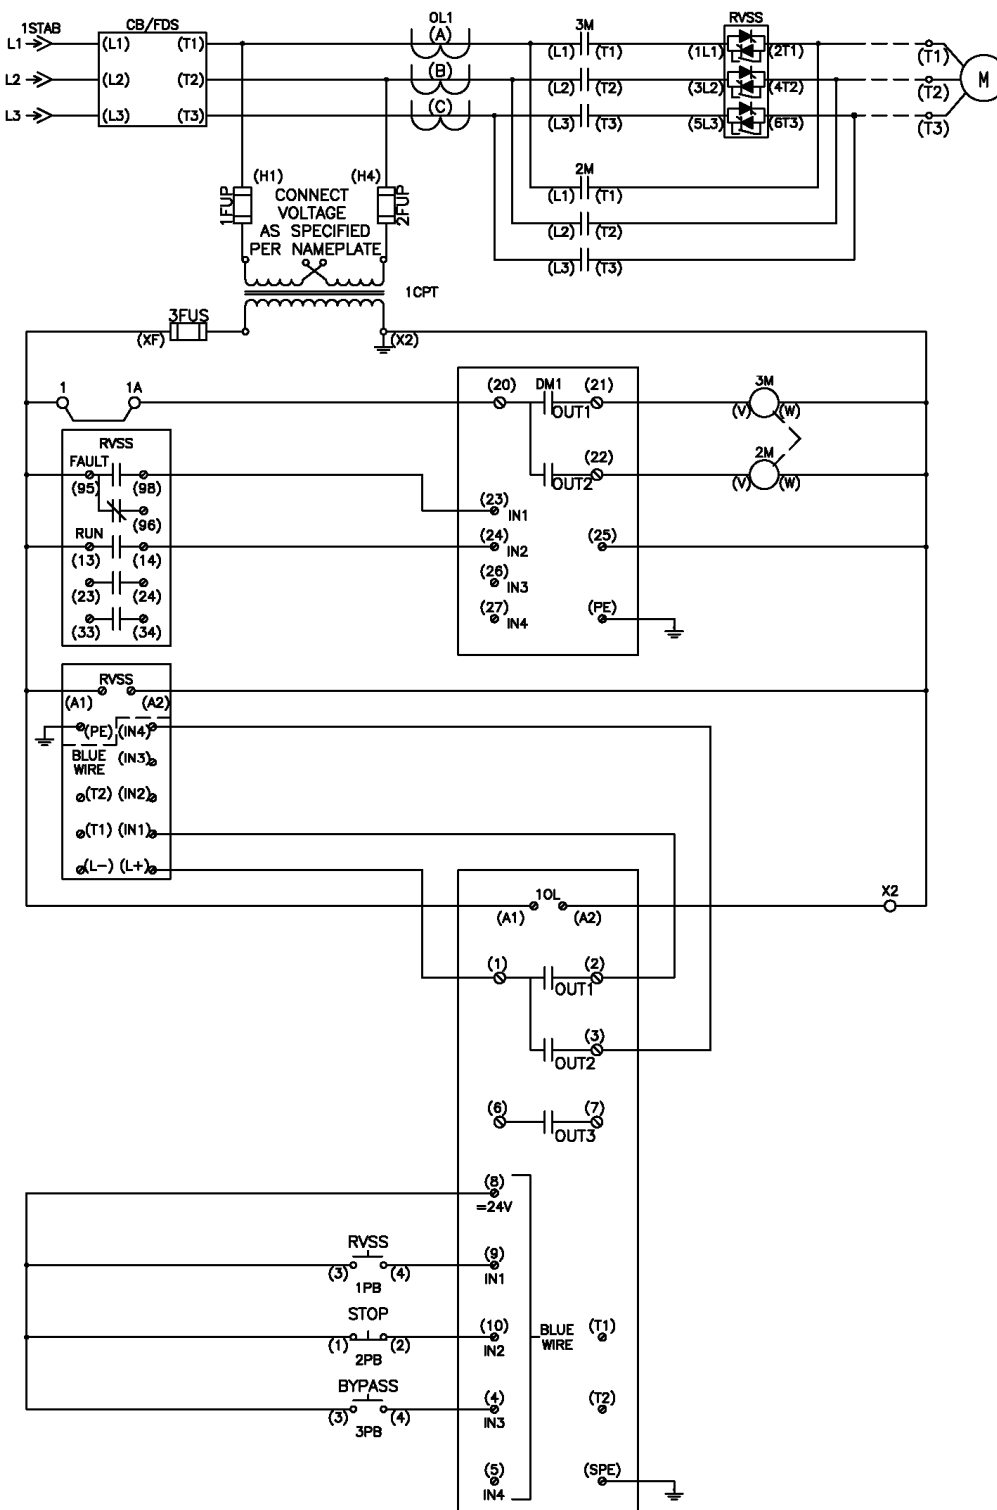 1STAB CB/FDS OL1 3M RVSS
L1 (L1) (T1) (A) (L1) (T1) (1L1) (2T1) (T1)
L2 (L2) (T2) (B) (L2) (T2) (3L2) (4T2) (T2) M
L3 (L3) (T3) (C) (L3) (T3) (5L3) (6T3) (T3)
2M
(H1) (H4) (L1) (T1)
1FUP CONNECT 2FUP
VOLTAGE (L2) (T2)
AS SPECIFIED
PER NAMEPLATE (L3) (T3)
1CPT
3FUS
(XF) (X2)
1 1A (20) DM1 (21) 3M
OUT1 (V) (W)
RVSS
FAULT (22) 2M
(95) (98) OUT2 (V) (W)
(23)
(96) IN1
RUN (24) (25)
(13) (14) IN2
(26)
(23) (24) IN3
(27) (PE)
(33) (34) IN4
RVSS
(A1) (A2)
(PE) (IN4)
BLUE (IN3)
WIRE
(T2) (IN2)
(T1) (IN1)
(L-) (L+)
1OL X2
(A1) (A2)
(1) (2)
OUT1
(3)
OUT2
(6) (7)
OUT3
(8)
=24V
RVSS (9)
(3) (4) IN1
1PB
STOP (10) BLUE (T1)
(1) (2) IN2 WIRE
2PB
BYPASS (4) (T2)
(3) (4) IN3
3PB
(5) (SPE)
IN4